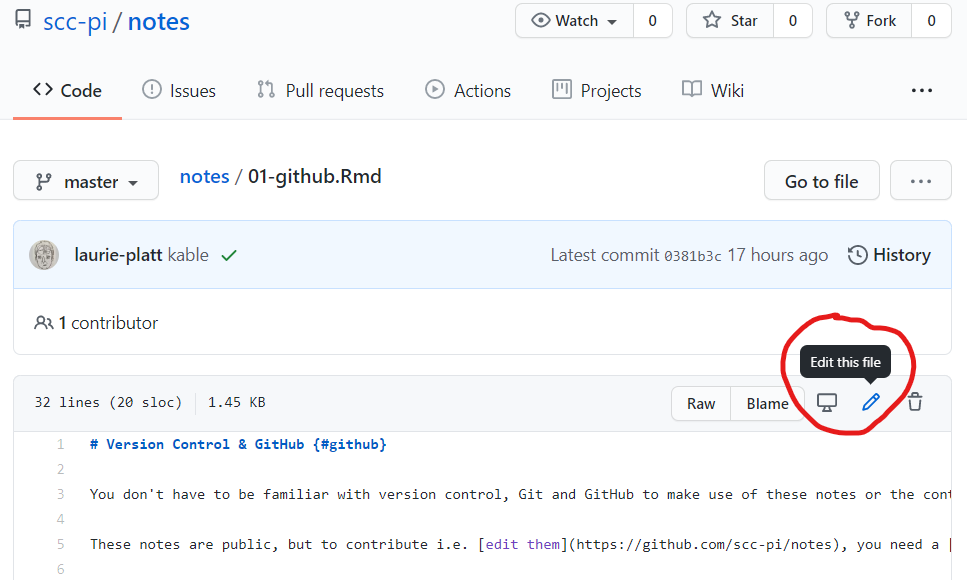 scc-pi / notes
Watch 0 Star 0 Fork 0
Code Issues Pull requests Actions Projects Wiki ...
master notes / 01-github.Rmd Go to file ...
laurie-platt kable Latest commit 0381b3c 17 hours ago History
1 contributor
Edit this file
32 lines (20 sloc) 1.45 KB Raw Blame
1 # Version Control & GitHub {#github}
2
3 You don't have to be familiar with version control, Git and GitHub to make use of these notes or the cont
4
5 These notes are public, but to contribute i.e. [edit them](https://github.com/scc-pi/notes), you need a [
6